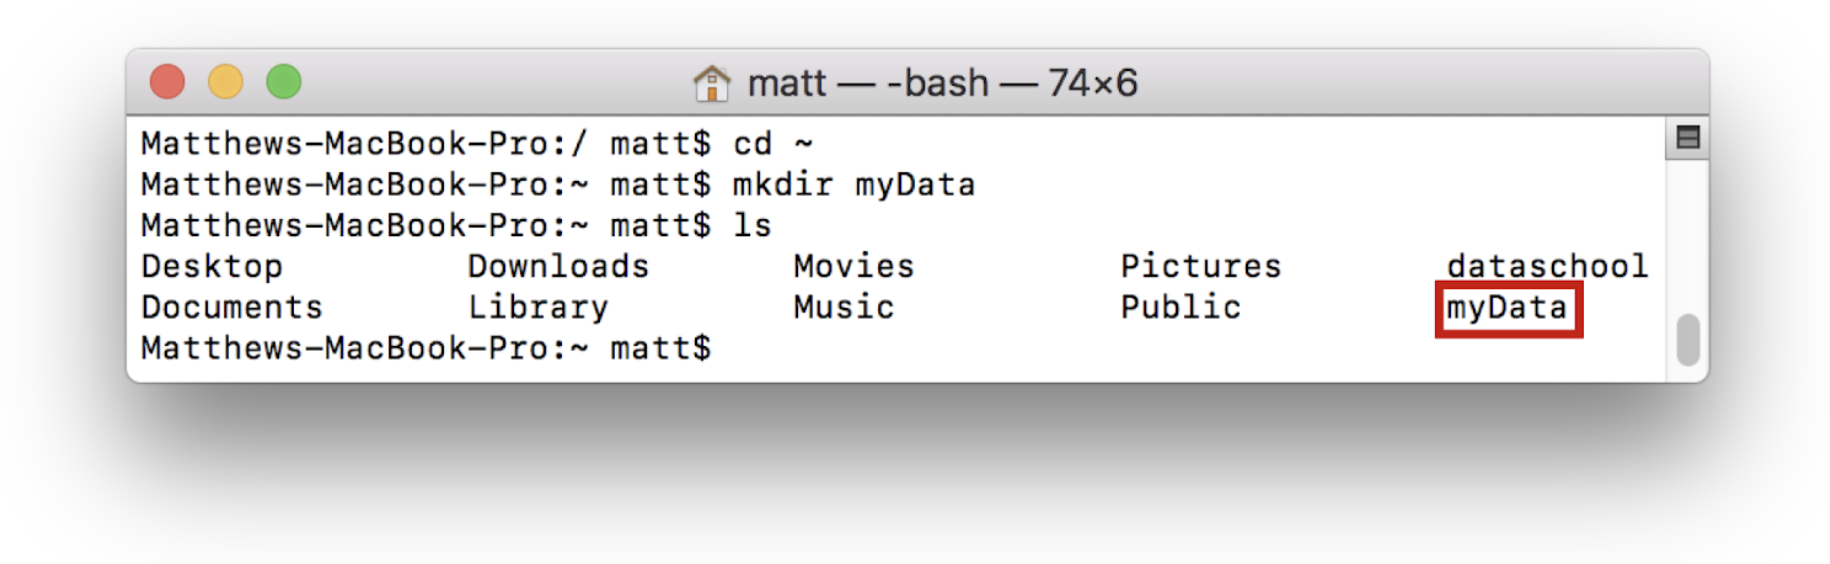 matt — -bash — 74×6
Matthews-MacBook-Pro:/ matt$ cd ~
Matthews-MacBook-Pro:~ matt$ mkdir myData
Matthews-MacBook-Pro:~ matt$ ls
Desktop Downloads Movies Pictures dataschool
Documents Library Music Public myData
Matthews-MacBook-Pro:~ matt$